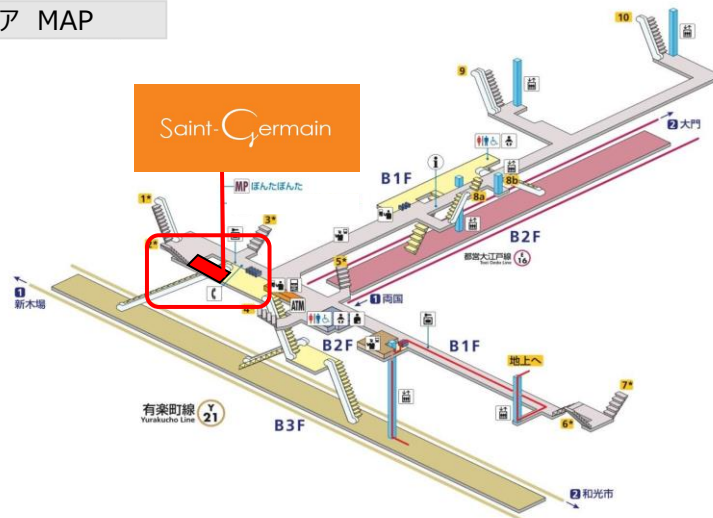 ア MAP
10
9
2 大門
Saint-Germain
i
B1F
8b
MP ぽんたぽんた
8a
1*
3*
B2F
都営大江戸線 E 16
Toei Oedo Line
2*
5*
1 両国
1
新木場
ATM
4*
B2F
B1F
地上へ
有楽町線 Y 21
Yurakucho Line
7*
B3F
6*
2 和光市